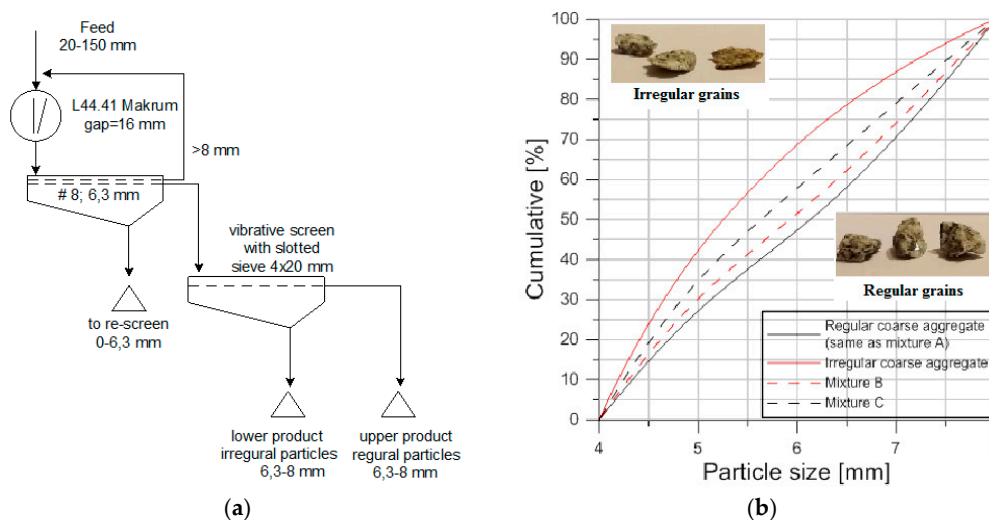 Feed
20-150 mm
L44.41 Makrum
gap=16 mm
>8 mm
# 8; 6,3 mm
vibrative screen
with slotted
sieve 4x20 mm
to re-screen
0-6,3 mm
lower product
irregular particles
6,3-8 mm
upper product
regural particles
6,3-8 mm
(a)
Cumulative [%]
100
90
80
70
60
50
40
30
20
10
0
4
5
6
7
Particle size [mm]
Irregular grains
Regular grains
Regular coarse aggregate
(same as mixture A)
Irregular coarse aggregate
Mixture B
Mixture C
(b)